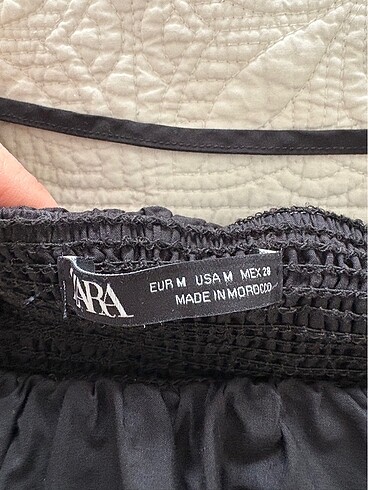 ZARA
EUR M USA M MEX 28
MADE IN MOROCCO